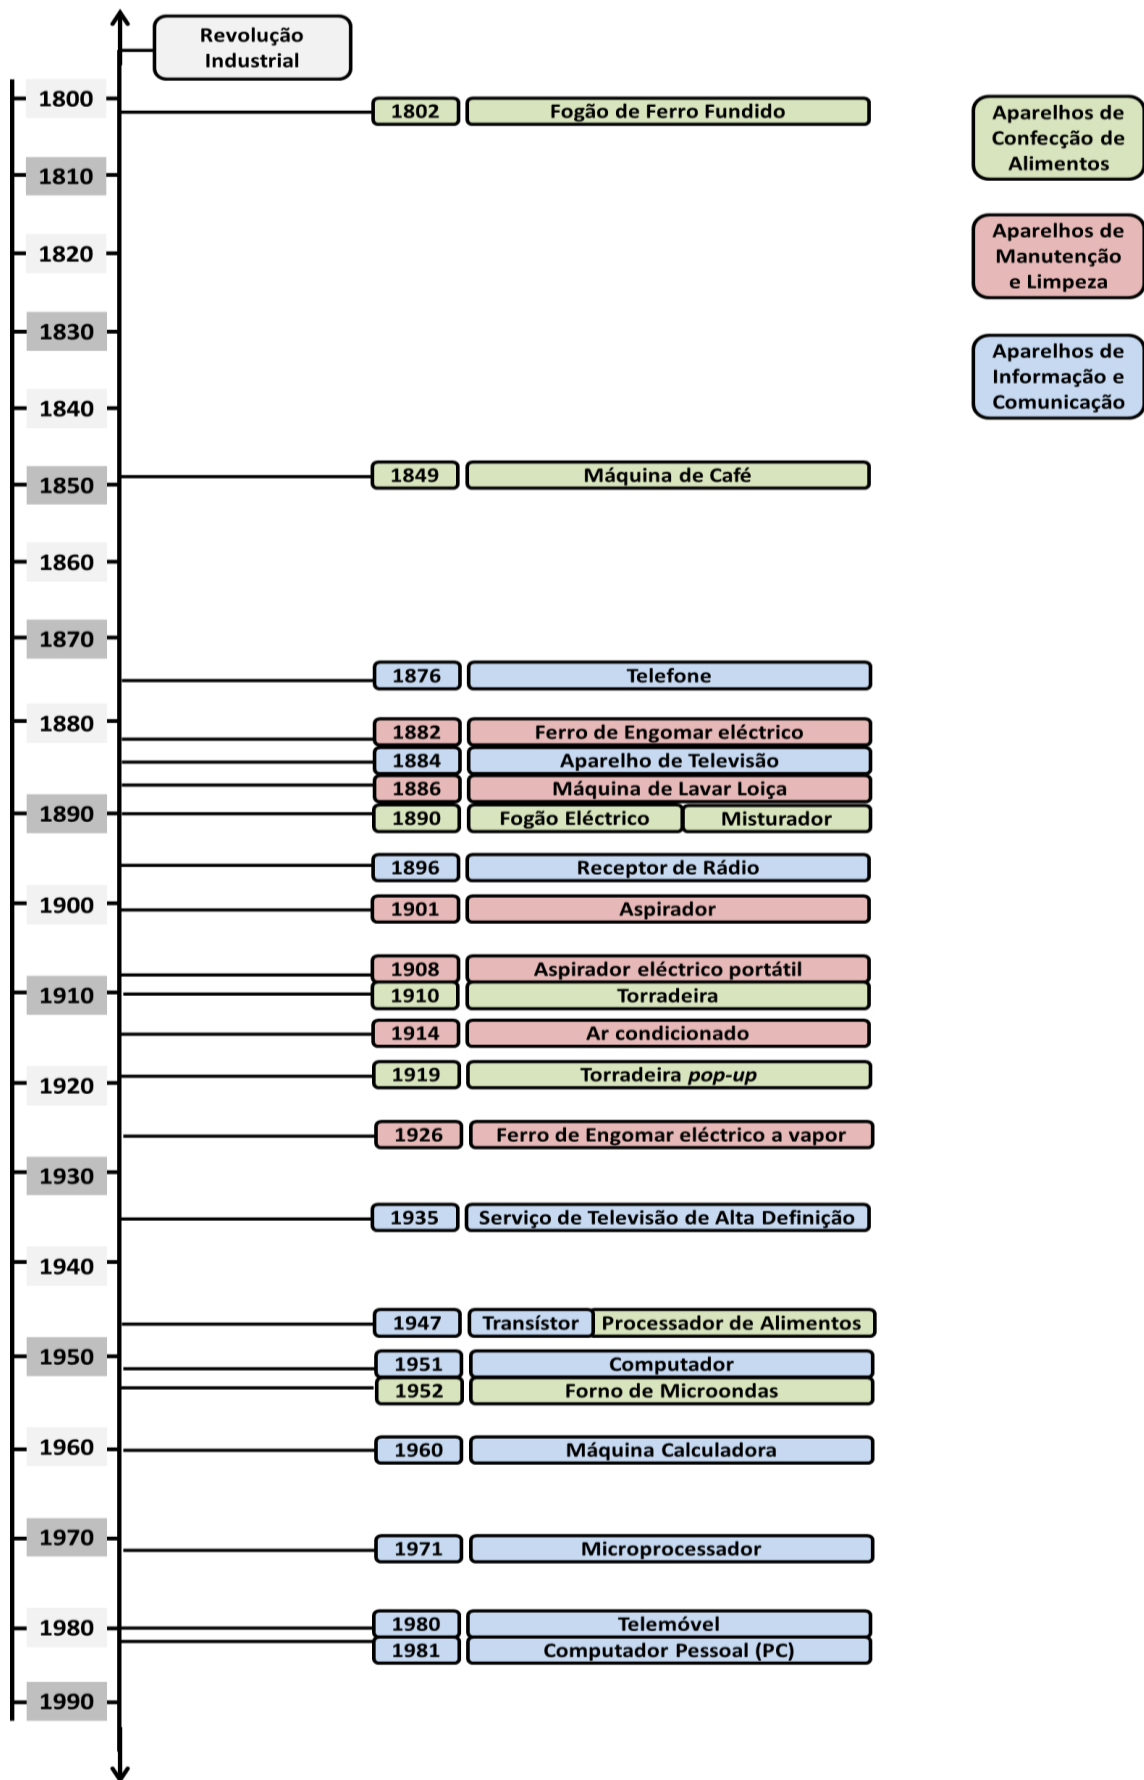 Revolução
Industrial
1800
1802 Fogão de Ferro Fundido
Aparelhos de
Confecção de
Alimentos
1810
1820
Aparelhos de
Manutenção
e Limpeza
1830
Aparelhos de
Informação e
Comunicação
1840
1849 Máquina de Café
1850
1860
1870
1876 Telefone
1880
1882 Ferro de Engomar eléctrico
1884 Aparelho de Televisão
1886 Máquina de Lavar Loiça
1890
1890 Fogão Eléctrico Misturador
1896 Receptor de Rádio
1900
1901 Aspirador
1908 Aspirador eléctrico portátil
1910
1910 Torradeira
1914 Ar condicionado
1919 Torradeira pop-up
1920
1926 Ferro de Engomar eléctrico a vapor
1930
1935 Serviço de Televisão de Alta Definição
1940
1947 Transístor Processador de Alimentos
1950
1951 Computador
1952 Forno de Microondas
1960
1960 Máquina Calculadora
1970
1971 Microprocessador
1980
1980 Telemóvel
1981 Computador Pessoal (PC)
1990